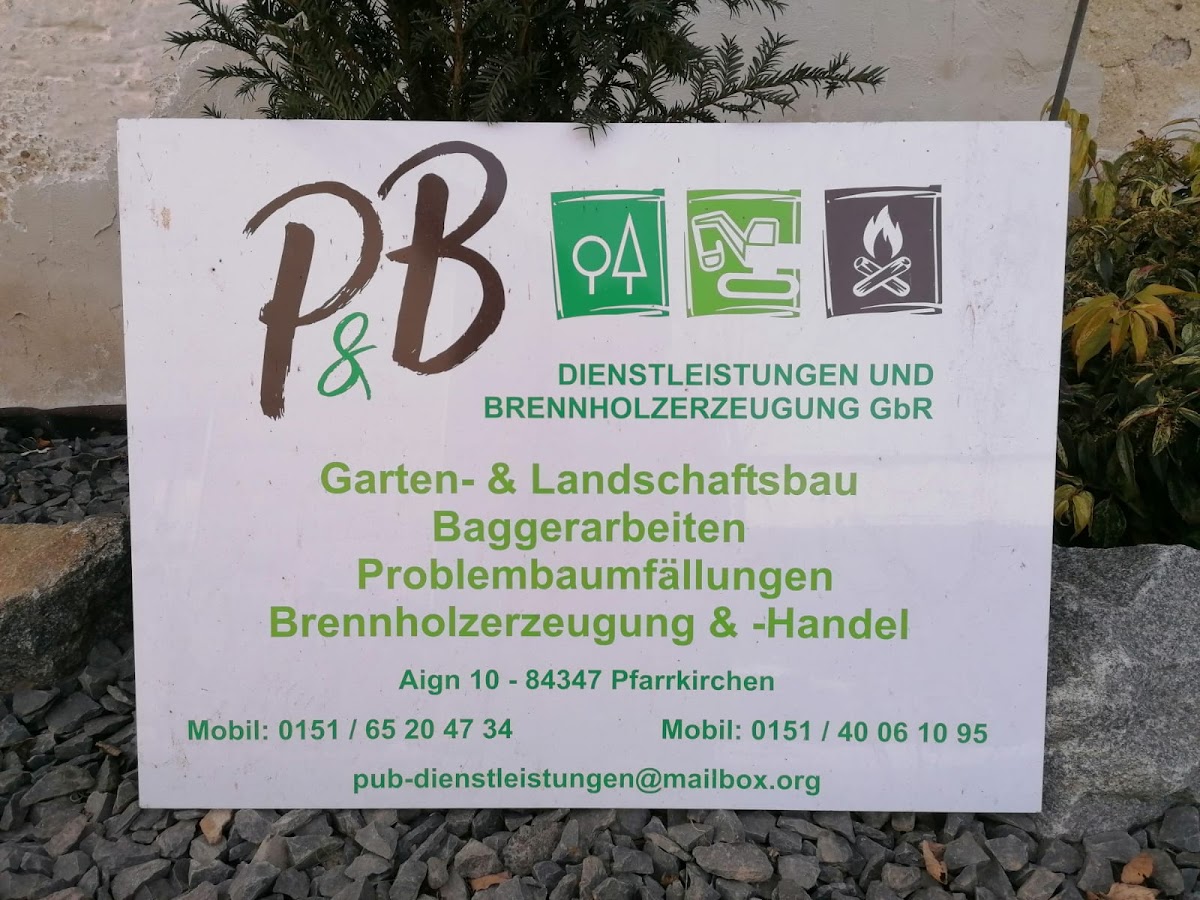 P&B
DIENSTLEISTUNGEN UND
BRENNHOLZERZEUGUNG GbR
Garten- & Landschaftsbau
Baggerarbeiten
Problembaumfällungen
Brennholzerzeugung & -Handel
Aign 10 - 84347 Pfarrkirchen
Mobil: 0151 / 65 20 47 34
Mobil: 0151 / 40 06 10 95
pub-dienstleistungen@mailbox.org